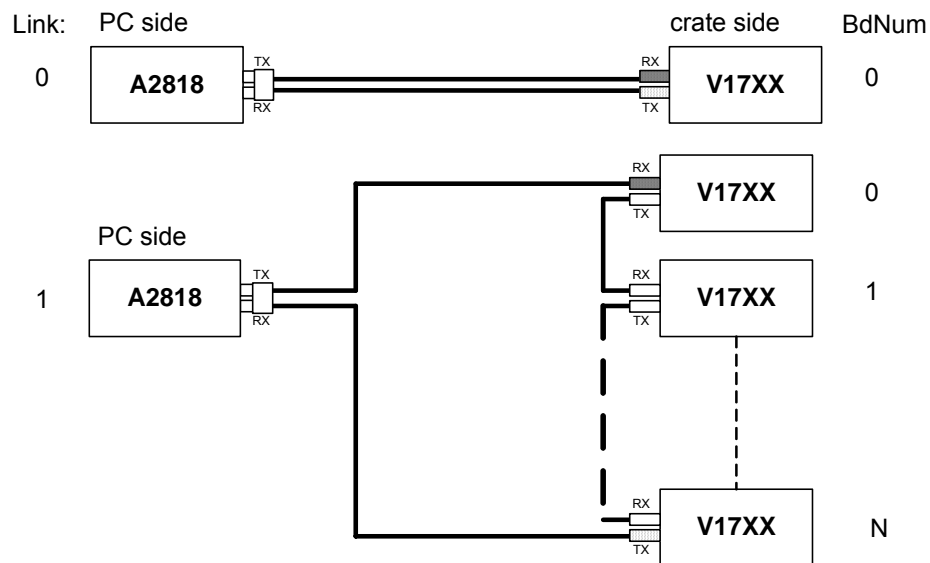 Link: PC side crate side BdNum
TX RX
0 A2818 V17XX 0
RX TX
RX
V17XX 0
TX
PC side
TX RX
1 A2818 V17XX 1
RX TX
RX
V17XX N
TX